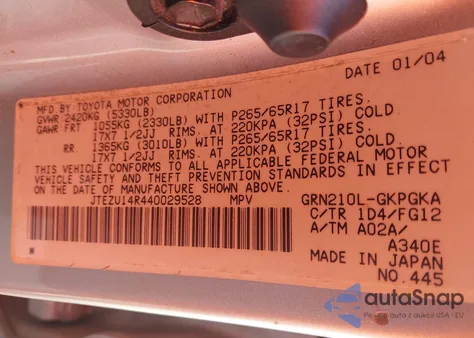 DATE 01/04
MFD BY: TOYOTA MOTOR CORPORATION
GVWR 2420KG (5330LB)
GAWR FRT 1055KG (2330LB) WITH P265/65R17 TIRES.
17X7 1/2JJ RIMS. AT 220KPA (32PSI) COLD
RR 1365KG (3010LB) WITH P265/65R17 TIRES.
17X7 1/2JJ RIMS. AT 220KPA (32PSI) COLD
THIS VEHICLE CONFORMS TO ALL APPLICABLE FEDERAL MOTOR
VEHICLE SAFETY AND THEFT PREVENTION STANDARDS IN EFFECT
ON THE DATE OF MANUFACTURE SHOWN ABOVE.
JTEZU14R440029528 MPV GRN210L-GKPGKA
C/TR 1D4/FG12
A/TM A02A/
A340E
MADE IN JAPAN
NO.445
autoSnap